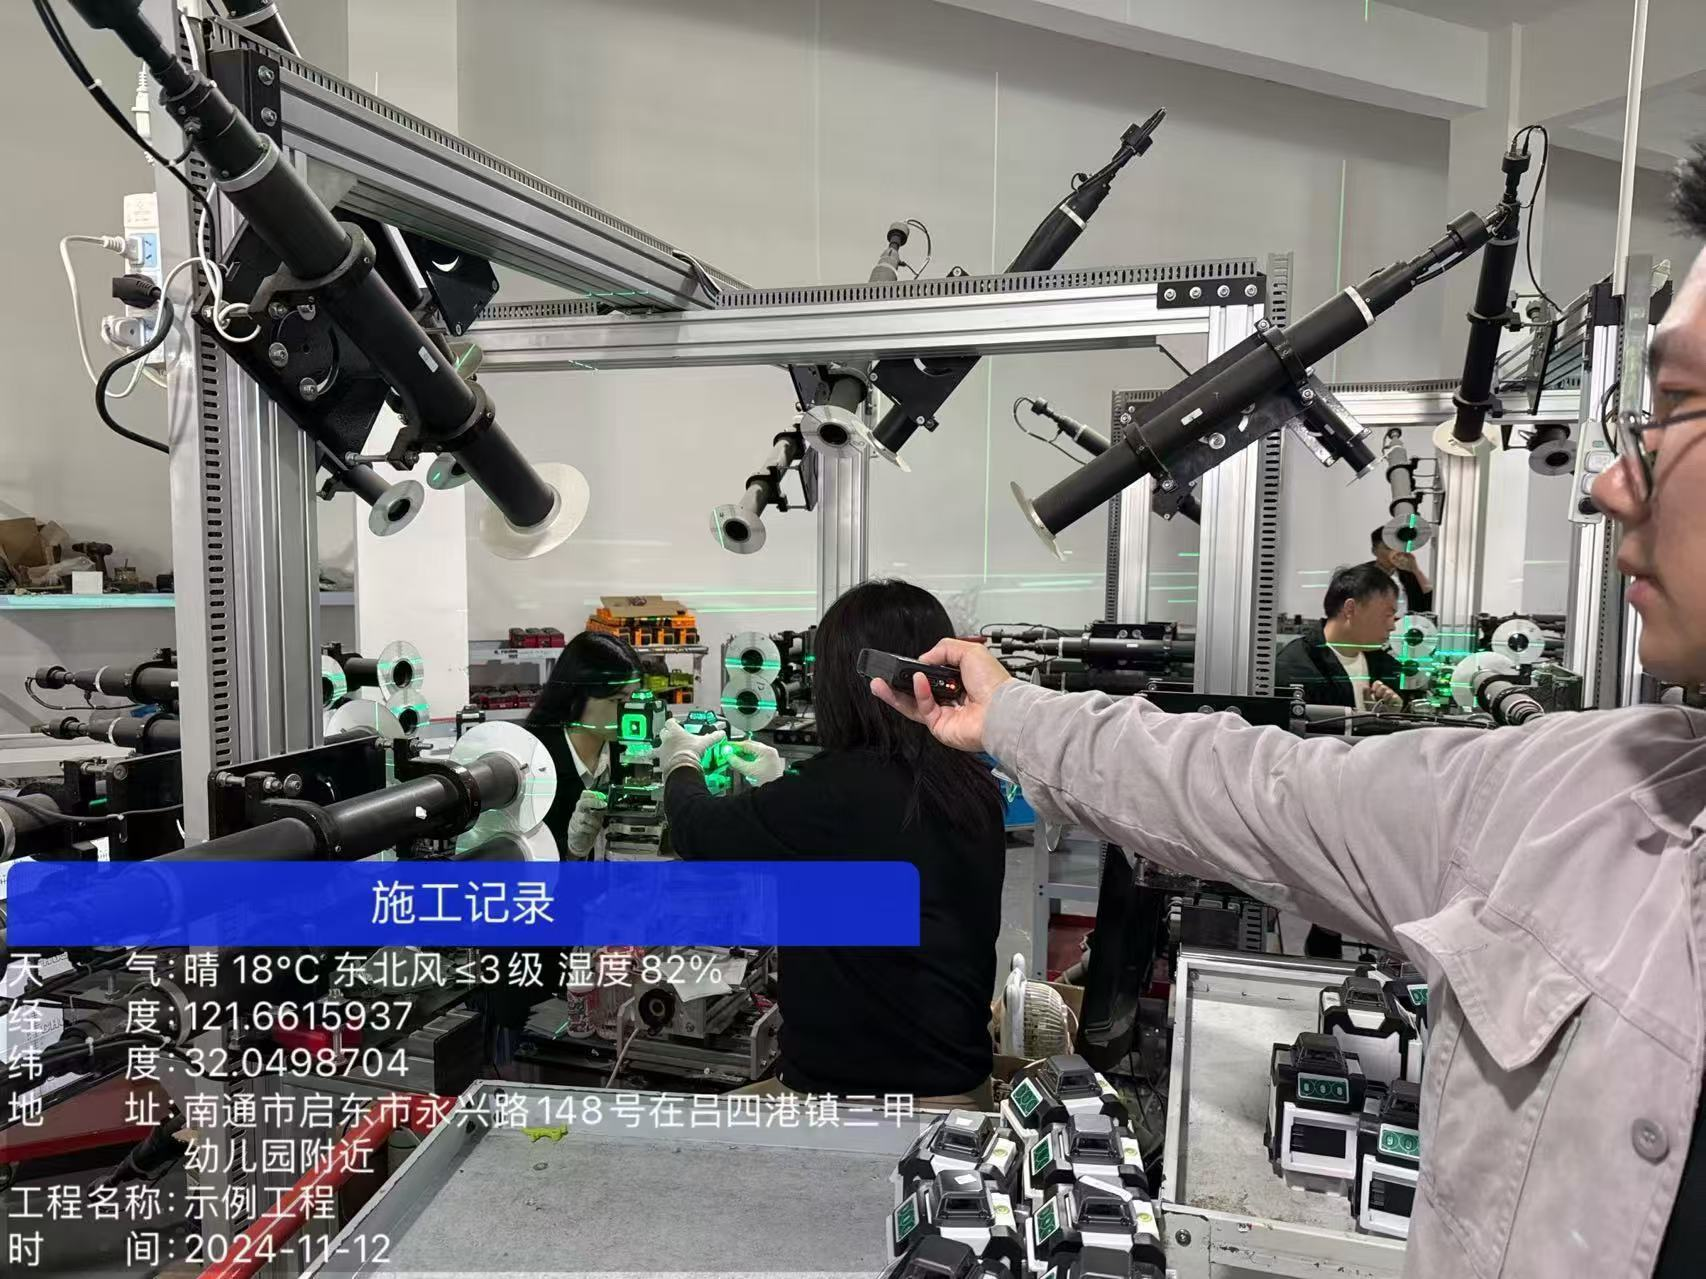 施工记录
天 气:晴 18°C 东北风 ≤3级 湿度 82%
经 度:121.6615937
纬 度:32.0498704
地 址:南通市启东市永兴路148号在吕四港镇三甲
幼儿园附近
工程名称:示例工程
时 间:2024-11-12